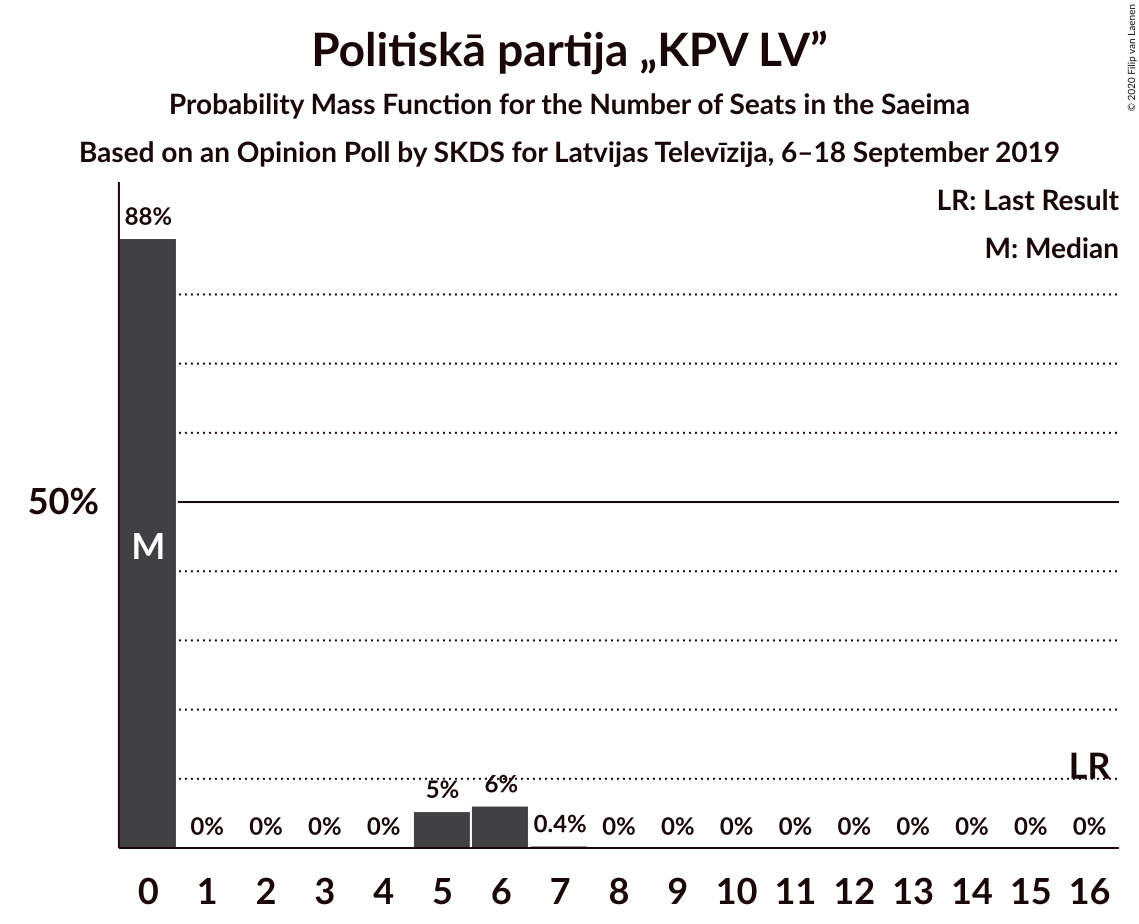 Politiskā partija „KPV LV”
Probability Mass Function for the Number of Seats in the Saeima
Based on an Opinion Poll by SKDS for Latvijas Televīzija, 6–18 September 2019
© 2020 Filip van Laenen
LR: Last Result
M: Median
88%
50%
M
LR
5% 6%
0% 0% 0% 0% 0.4% 0% 0% 0% 0% 0% 0% 0% 0% 0%
0 1 2 3 4 5 6 7 8 9 10 11 12 13 14 15 16